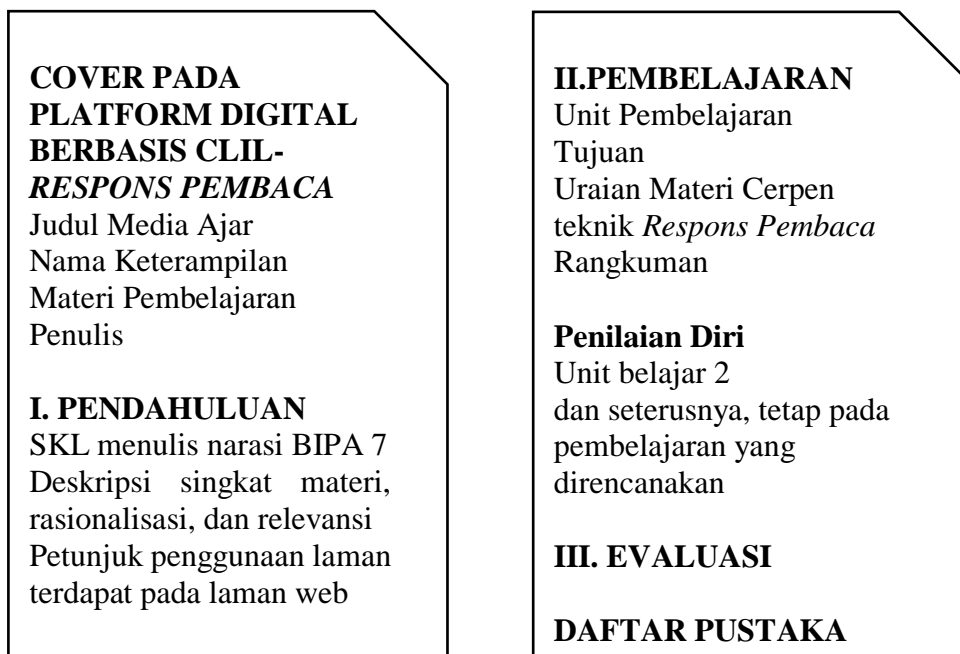 COVER PADA
PLATFORM DIGITAL
BERBASIS CLIL-
RESPONS PEMBACA
Judul Media Ajar
Nama Keterampilan
Materi Pembelajaran
Penulis
I. PENDAHULUAN
SKL menulis narasi BIPA 7
Deskripsi singkat materi,
rasionalisasi, dan relevansi
Petunjuk penggunaan laman
terdapat pada laman web
II.PEMBELAJARAN
Unit Pembelajaran
Tujuan
Uraian Materi Cerpen
teknik Respons Pembaca
Rangkuman
Penilaian Diri
Unit belajar 2
dan seterusnya, tetap pada
pembelajaran yang
direncanakan
III. EVALUASI
DAFTAR PUSTAKA